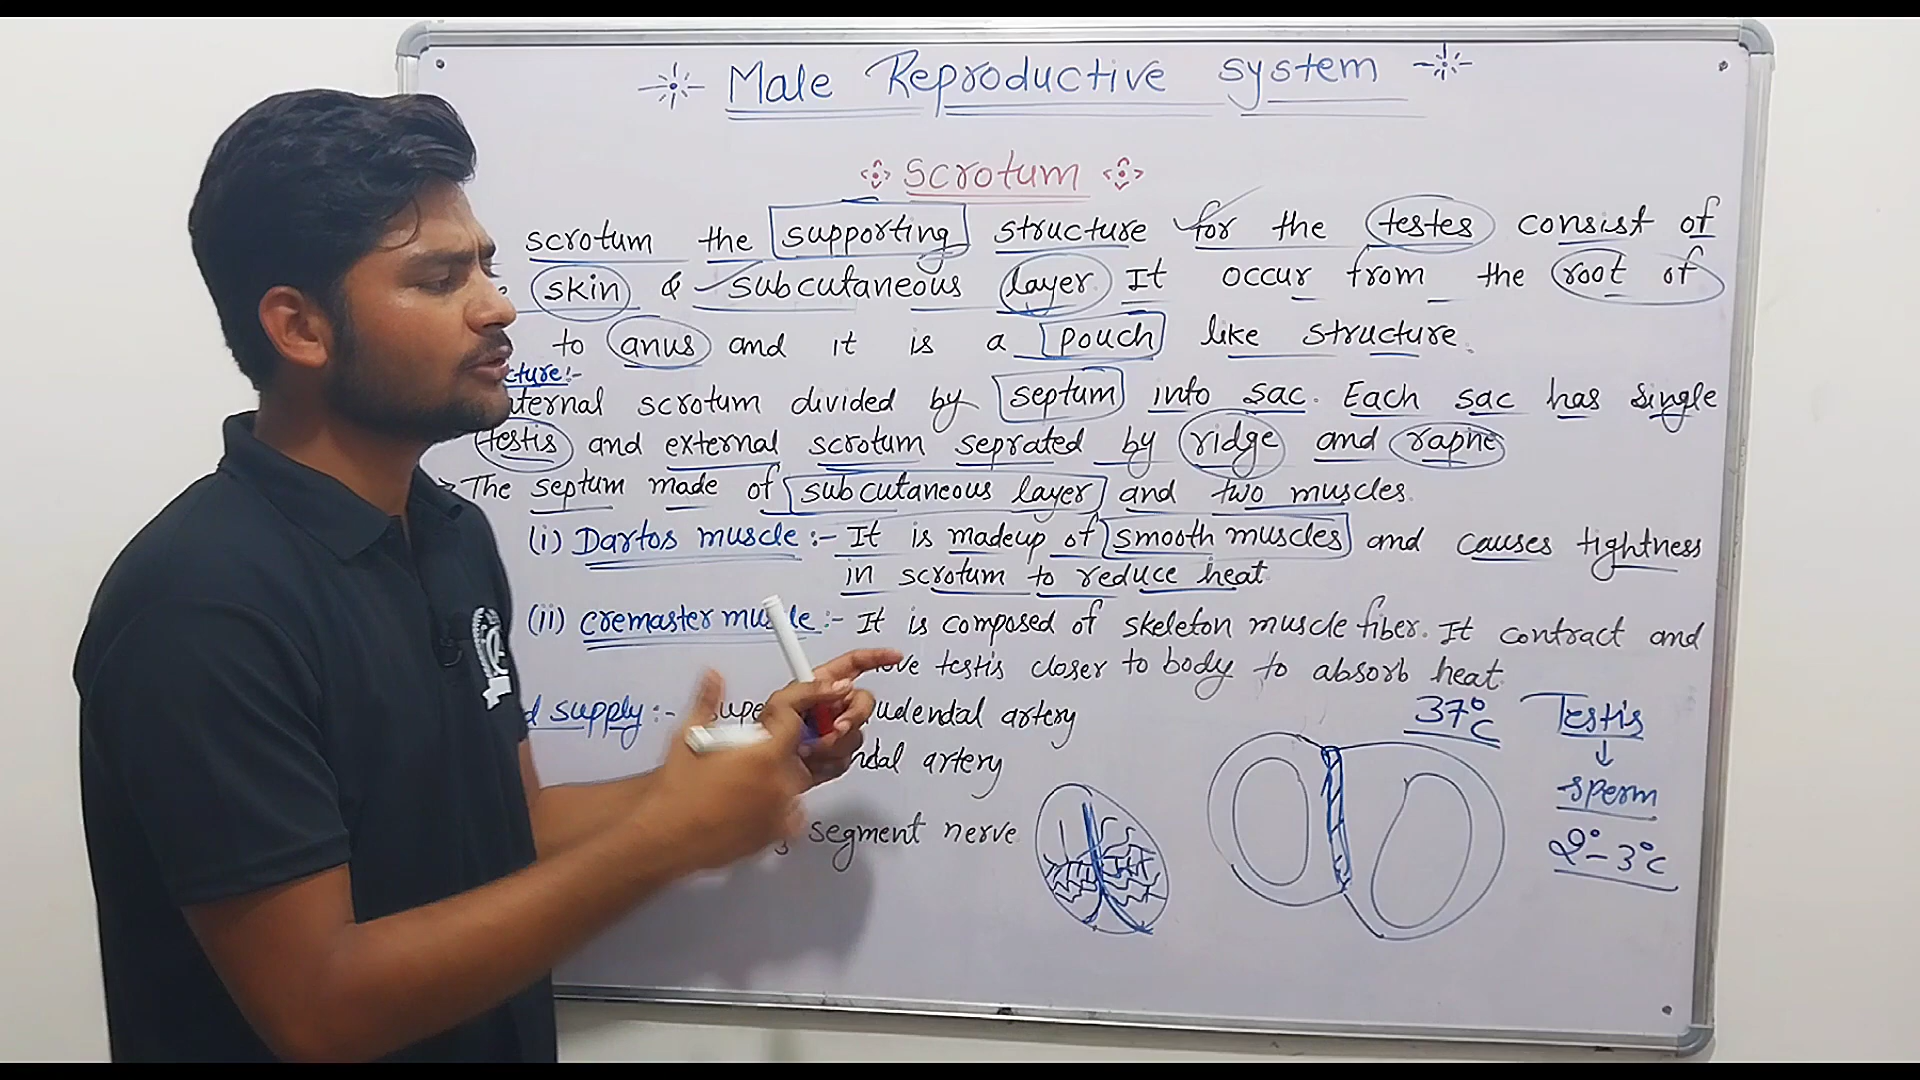 Male Reproductive system
scrotum
scrotum the supporting structure for the testes consist of
skin & subcutaneous layer. It occur from the root of
to anus and it is a pouch like structure.
cture:-
ternal scrotum divided by septum into sac. Each sac has single
testis and external scrotum seprated by ridge and raphe
The septum made of subcutaneous layer and two muscles.
(i) Dartos muscle :- It is madeup of smooth muscles and causes tightness
in scrotum to reduce heat
(ii) cremaster muscle :- It is composed of skeleton muscle fiber. It contract and
testis closer to body to absorb heat.
supply :- udendal artery
ndal artery
segment nerve
37°C
Testis
↓
sperm
2°-3°C